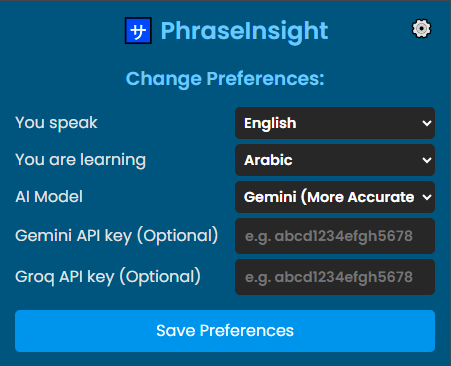 サ PhraseInsight
Change Preferences:
You speak English
You are learning Arabic
AI Model Gemini (More Accurate
Gemini API key (Optional) e.g. abcd1234efgh5678
Groq API key (Optional) e.g. abcd1234efgh5678
Save Preferences